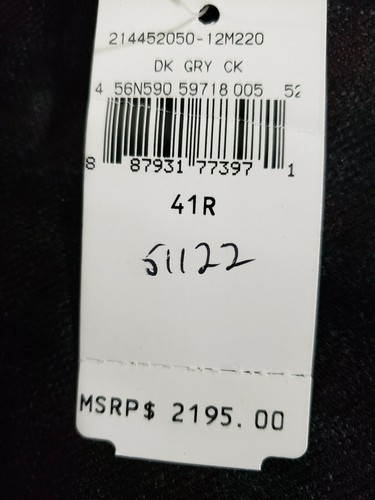 214452050-12M220
DK GRY CK
4 56N590 59718 005 52
8 87931 77397 1
41R
51122
MSRP$ 2195.00